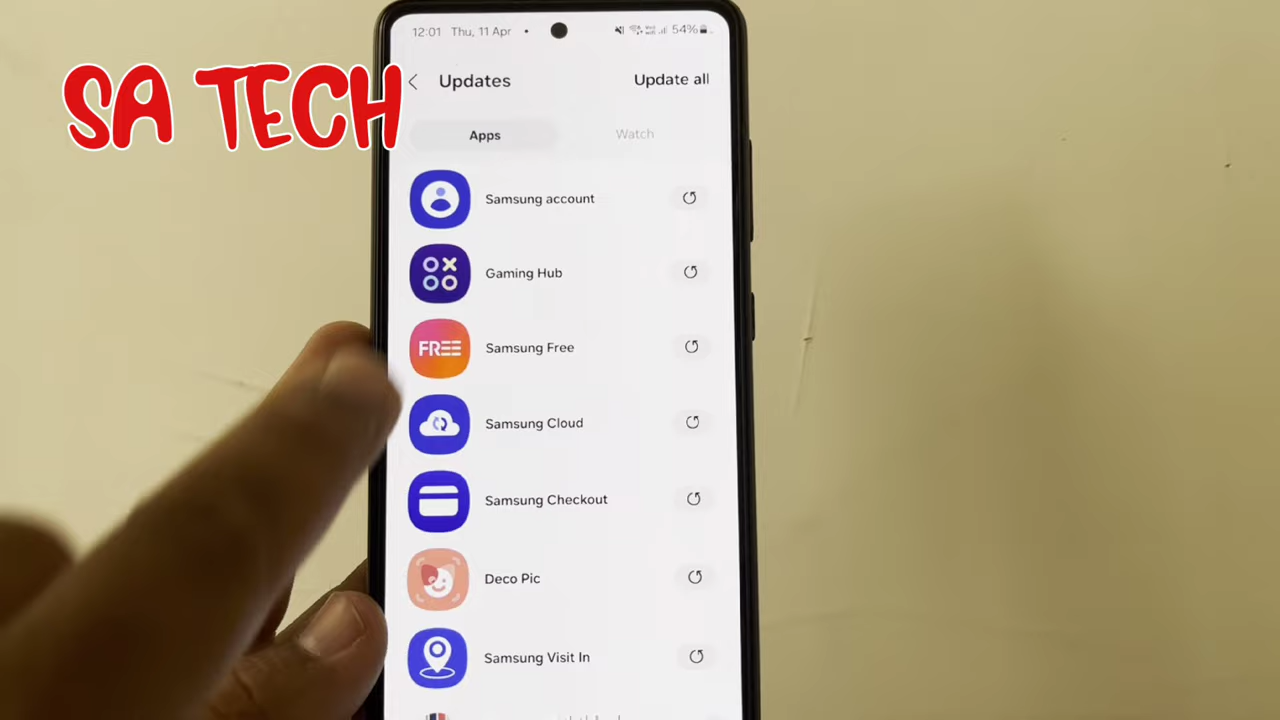 SA TECH
12:01 Thu, 11 Apr 54%
Updates Update all
Apps Watch
Samsung account
Gaming Hub
FREE Samsung Free
Samsung Cloud
Samsung Checkout
Deco Pic
Samsung Visit In